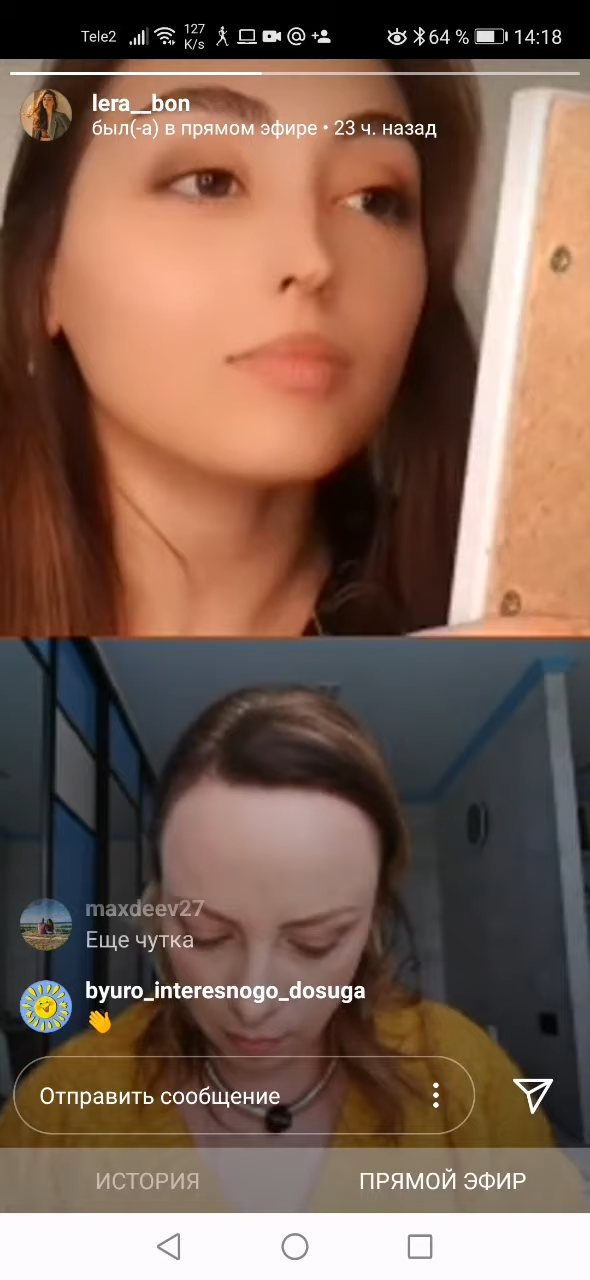 Tele2 127 K/s 64 % 14:18
lera__bon
был(-а) в прямом эфире • 23 ч. назад
maxdeev27
Еще чутка
byuro_interesnogo_dosuga
👋
Отправить сообщение
ИСТОРИЯ ПРЯМОЙ ЭФИР